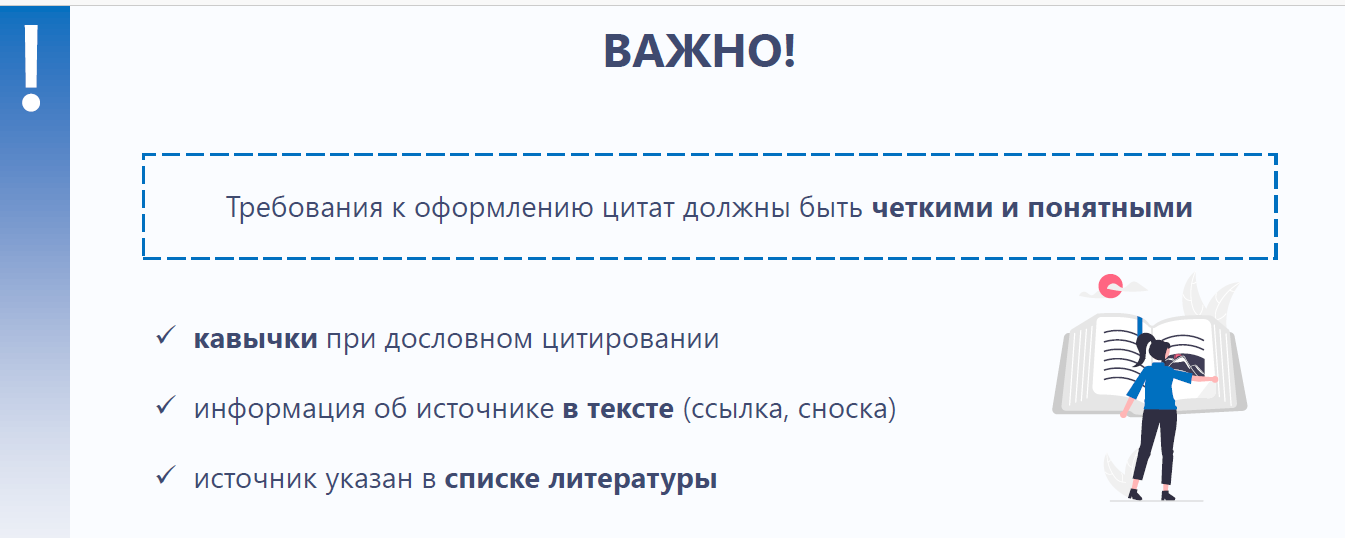 !
ВАЖНО!
Требования к оформлению цитат должны быть четкими и понятными
✓ кавычки при дословном цитировании
✓ информация об источнике в тексте (ссылка, сноска)
✓ источник указан в списке литературы